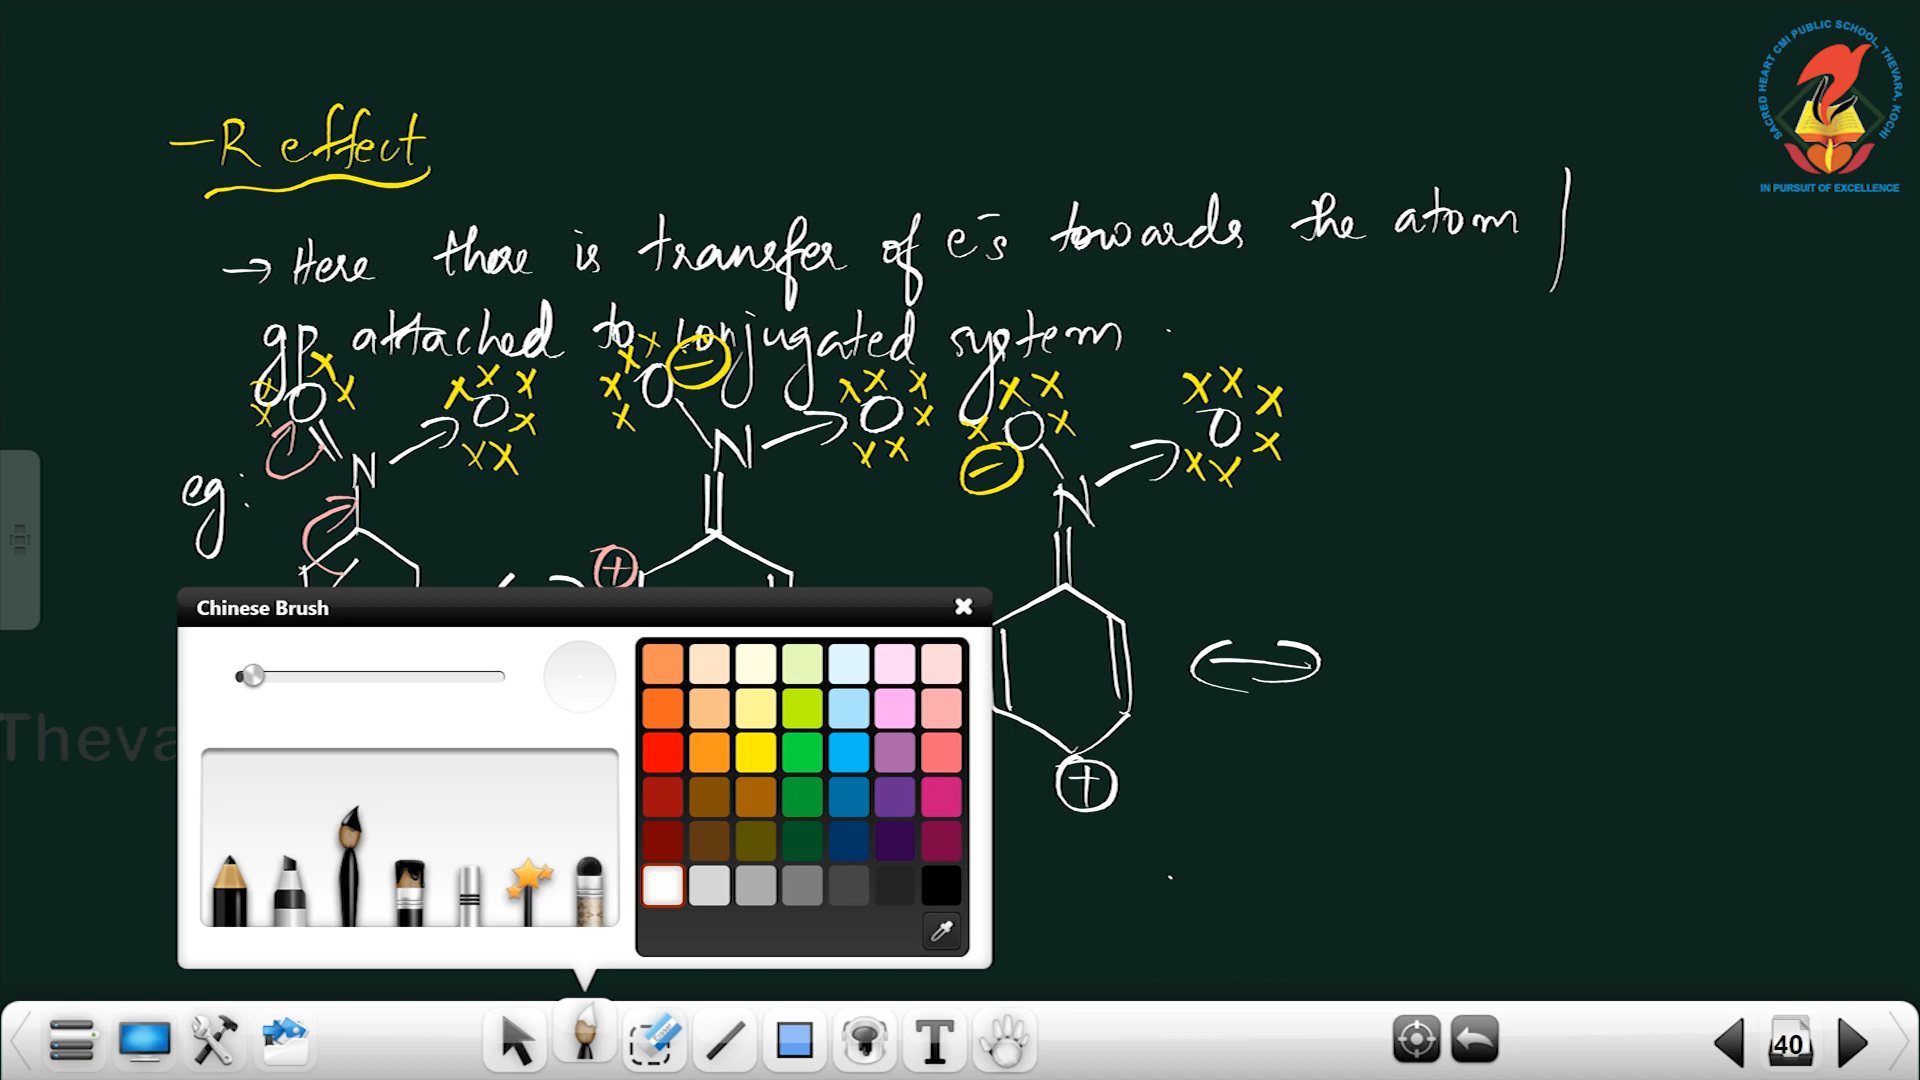 SACRED HEART CMI PUBLIC SCHOOL, THEVARA, KOCHI
IN PURSUIT OF EXCELLENCE
-R effect
→ Here there is transfer of e⁻s towards the atom /
gp attached to conjugated system.
O O O ⊖ O O ⊖ O
eg: N N N
⊕
⊕
Theva
Chinese Brush
T
40